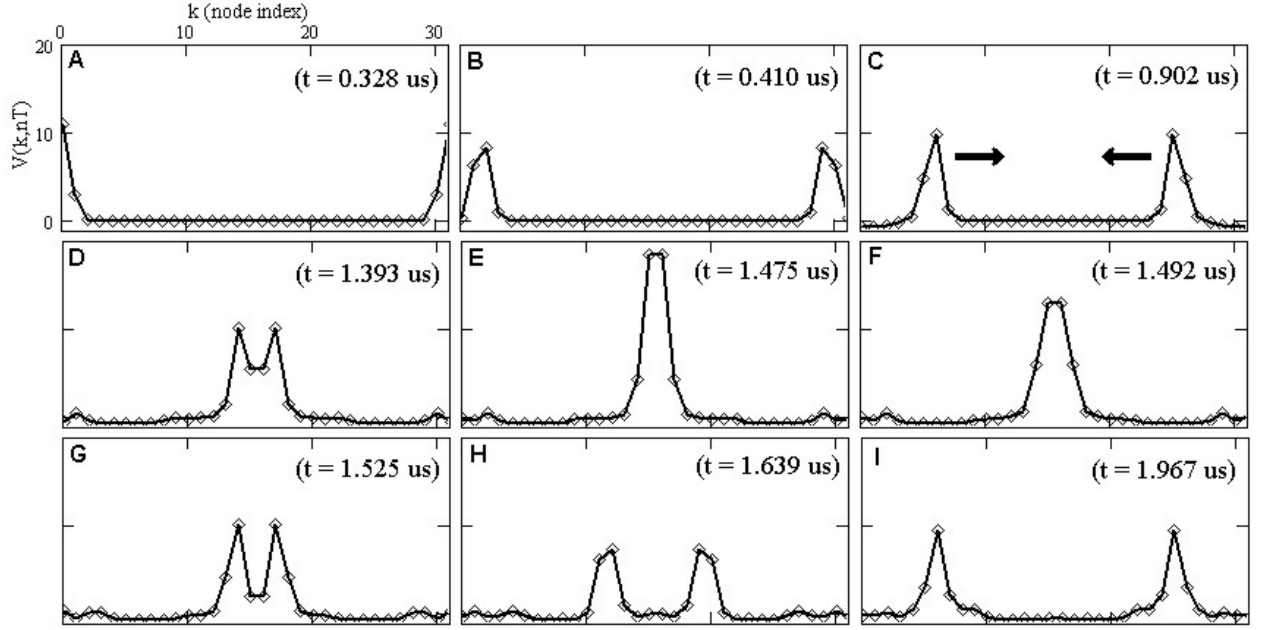 k (node index)
0 10 20 30
20
10
0
V(k,nT)
A
(t = 0.328 us)
B
(t = 0.410 us)
C
(t = 0.902 us)
D
(t = 1.393 us)
E
(t = 1.475 us)
F
(t = 1.492 us)
G
(t = 1.525 us)
H
(t = 1.639 us)
I
(t = 1.967 us)